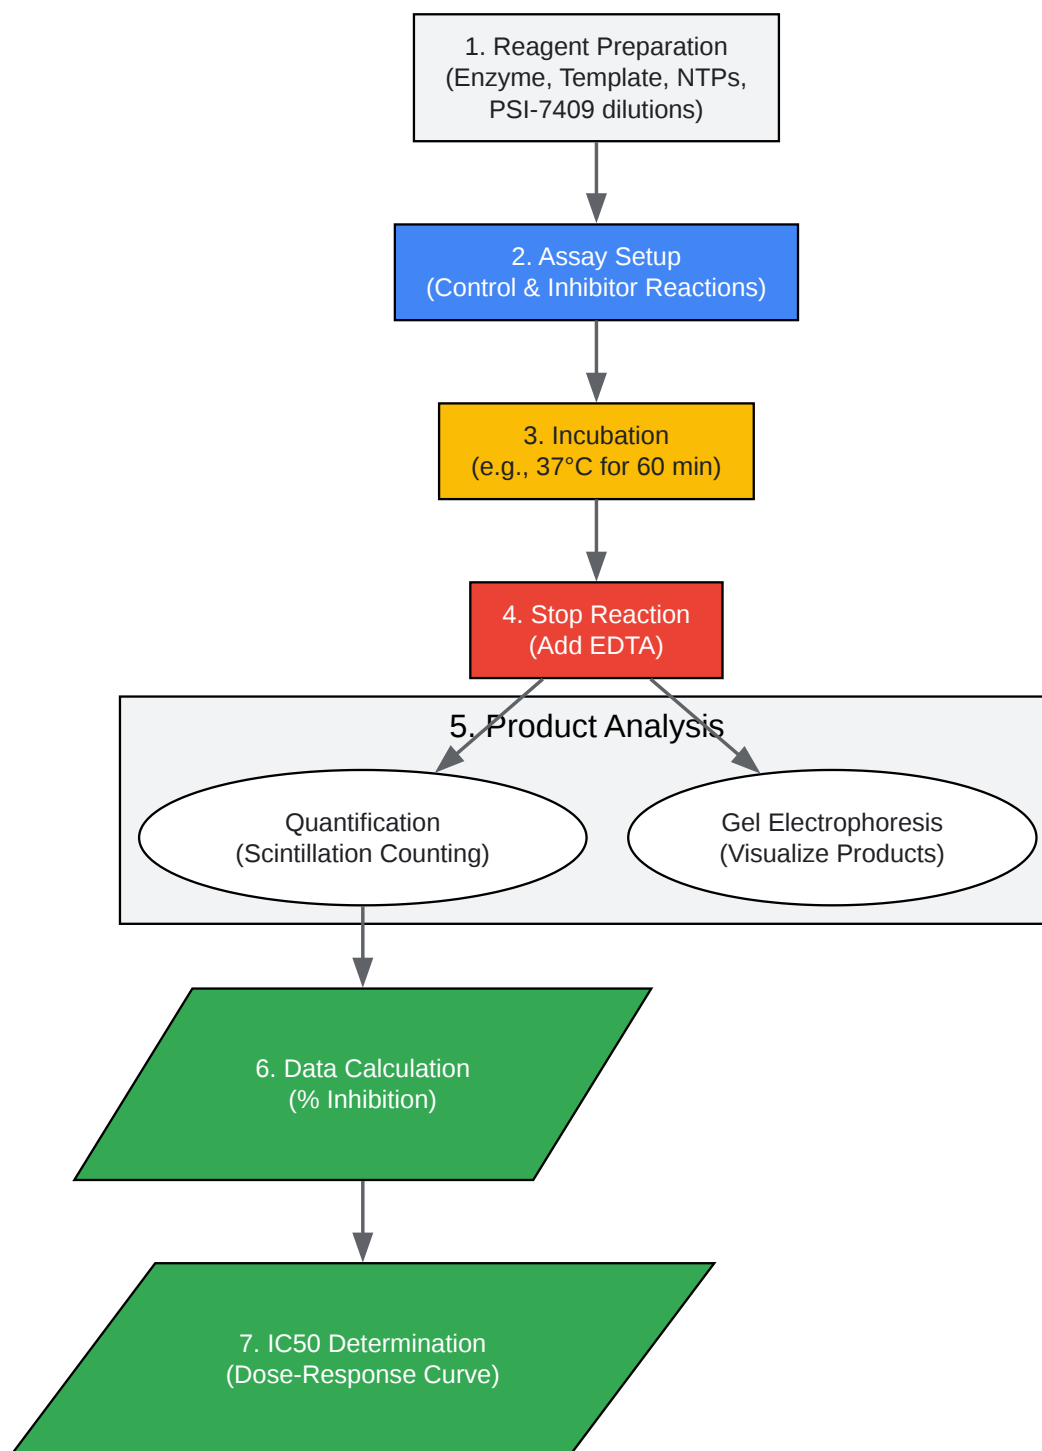 1. Reagent Preparation
(Enzyme, Template, NTPs,
PSI-7409 dilutions)
2. Assay Setup
(Control & Inhibitor Reactions)
3. Incubation
(e.g., 37°C for 60 min)
4. Stop Reaction
(Add EDTA)
5. Product Analysis
Quantification
(Scintillation Counting)
Gel Electrophoresis
(Visualize Products)
6. Data Calculation
(% Inhibition)
7. IC50 Determination
(Dose-Response Curve)